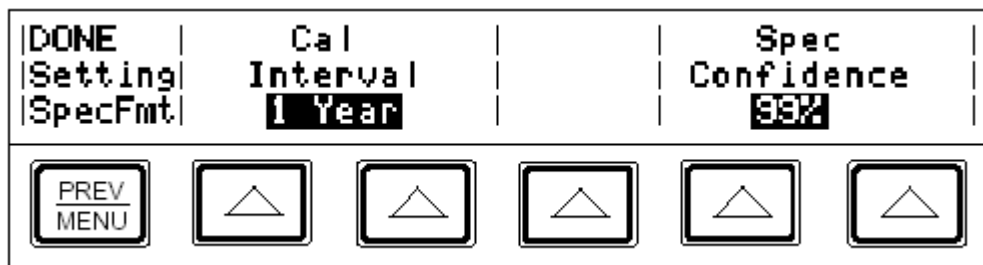 DONE Cal Spec
Setting Interval Confidence
SpecFmt 1 Year 99%
PREV
MENU